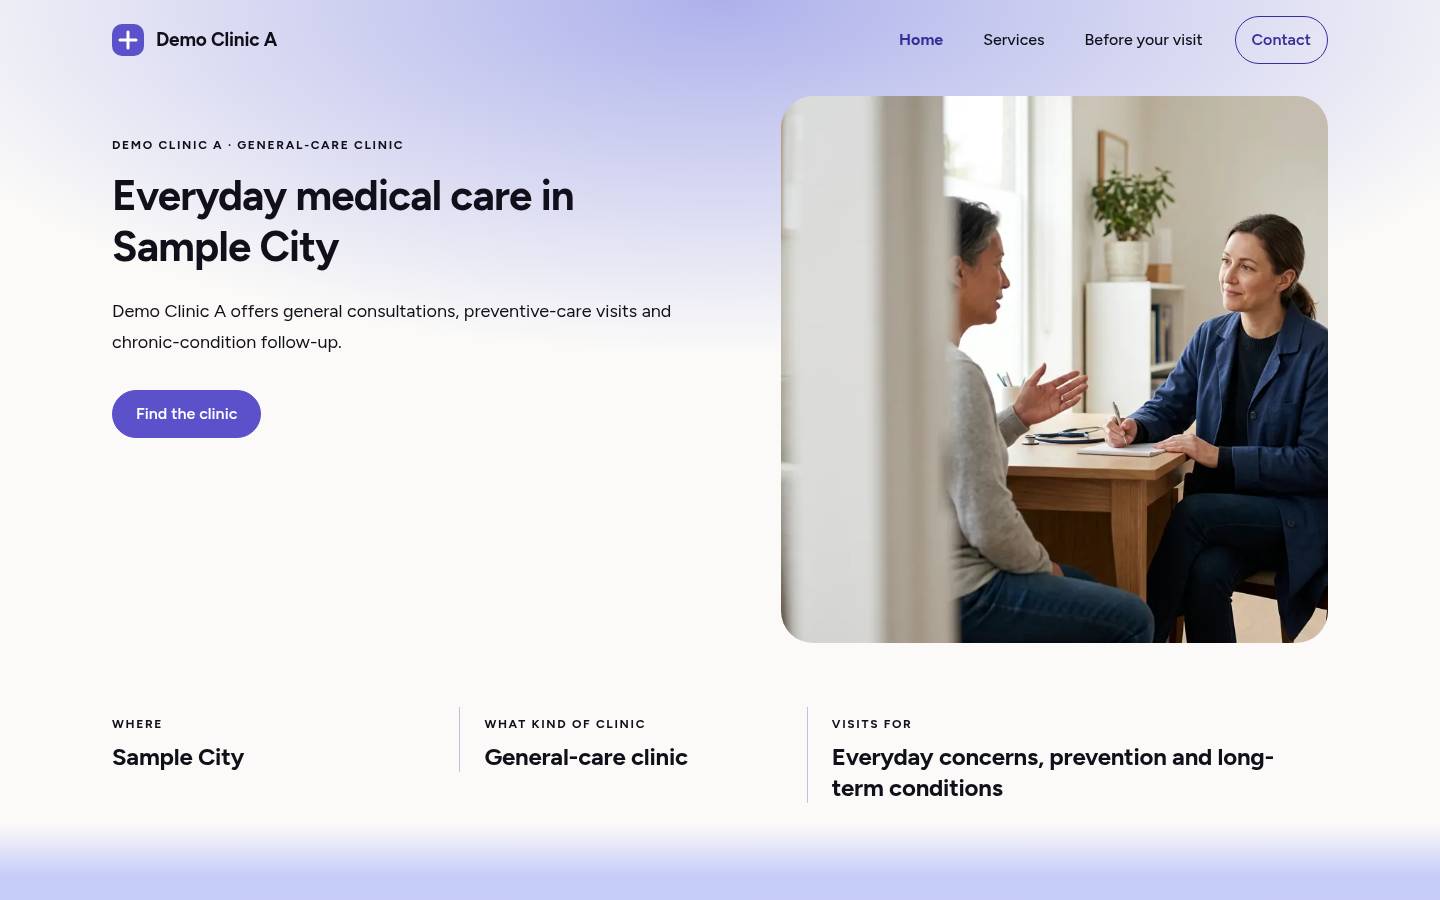 Demo Clinic A
Home
Services
Before your visit
Contact
DEMO CLINIC A · GENERAL-CARE CLINIC
Everyday medical care in
Sample City
Demo Clinic A offers general consultations, preventive-care visits and
chronic-condition follow-up.
Find the clinic
WHERE
Sample City
WHAT KIND OF CLINIC
General-care clinic
VISITS FOR
Everyday concerns, prevention and long-
term conditions